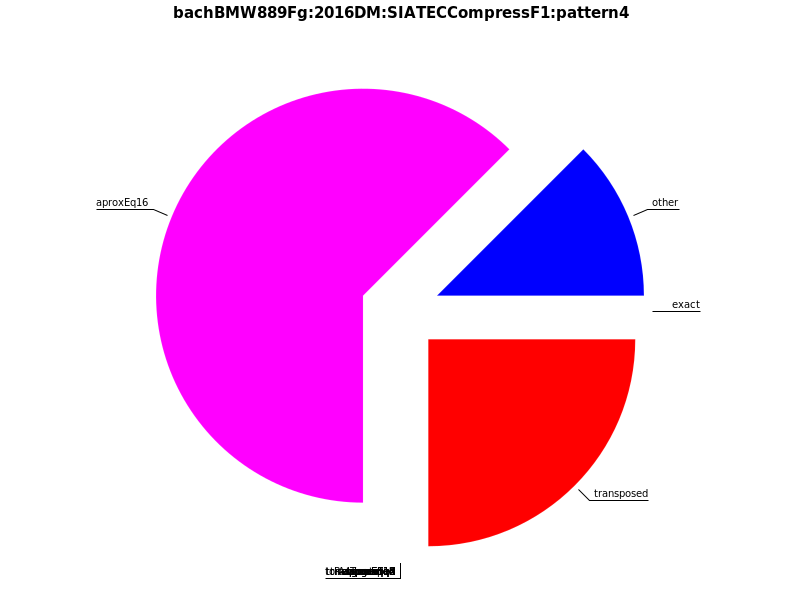 bachBMW889Fg:2016DM:SIATECCompressF1:pattern4
aproxEq16
other
exact
transposed